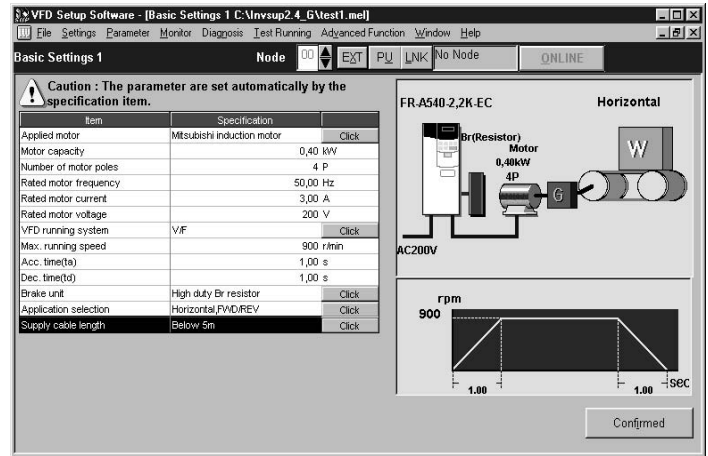 VFD Setup Software - [Basic Settings 1 C:\Invsup2.4_G\test1.mel]
File Settings Parameter Monitor Diagnosis Test Running Advanced Function Window Help
Basic Settings 1 Node 00 EXT PU LNK No Node ONLINE
Caution : The parameter are set automatically by the
specification item.
Item Specification
Applied motor Mitsubishi induction motor Click
Motor capacity 0,40 kW
Number of motor poles 4 P
Rated motor frequency 50,00 Hz
Rated motor current 3,00 A
Rated motor voltage 200 V
VFD running system V/F Click
Max. running speed 900 r/min
Acc. time(ta) 1,00 s
Dec. time(td) 1,00 s
Brake unit High duty Br resistor Click
Application selection Horizontal,FWD/REV Click
Supply cable length Below 5m Click
FR-A540-2,2K-EC Horizontal
Br(Resistor)
Motor
0,40kW
4P
G
W
AC200V
rpm
900
1.00 1.00 sec
Confirmed